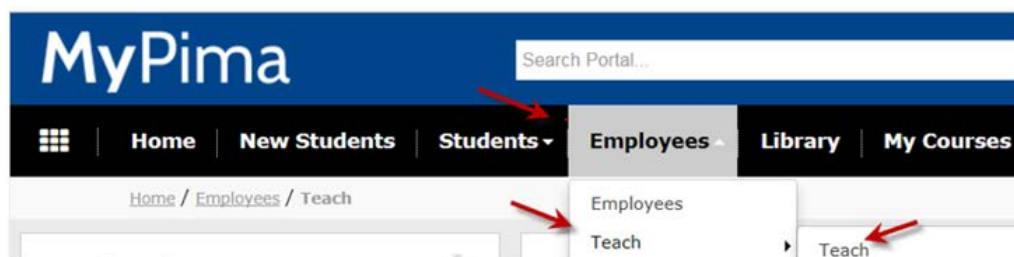 MyPima
Search Portal...
Home New Students Students Employees Library My Courses
Home / Employees / Teach
Employees
Teach
Teach